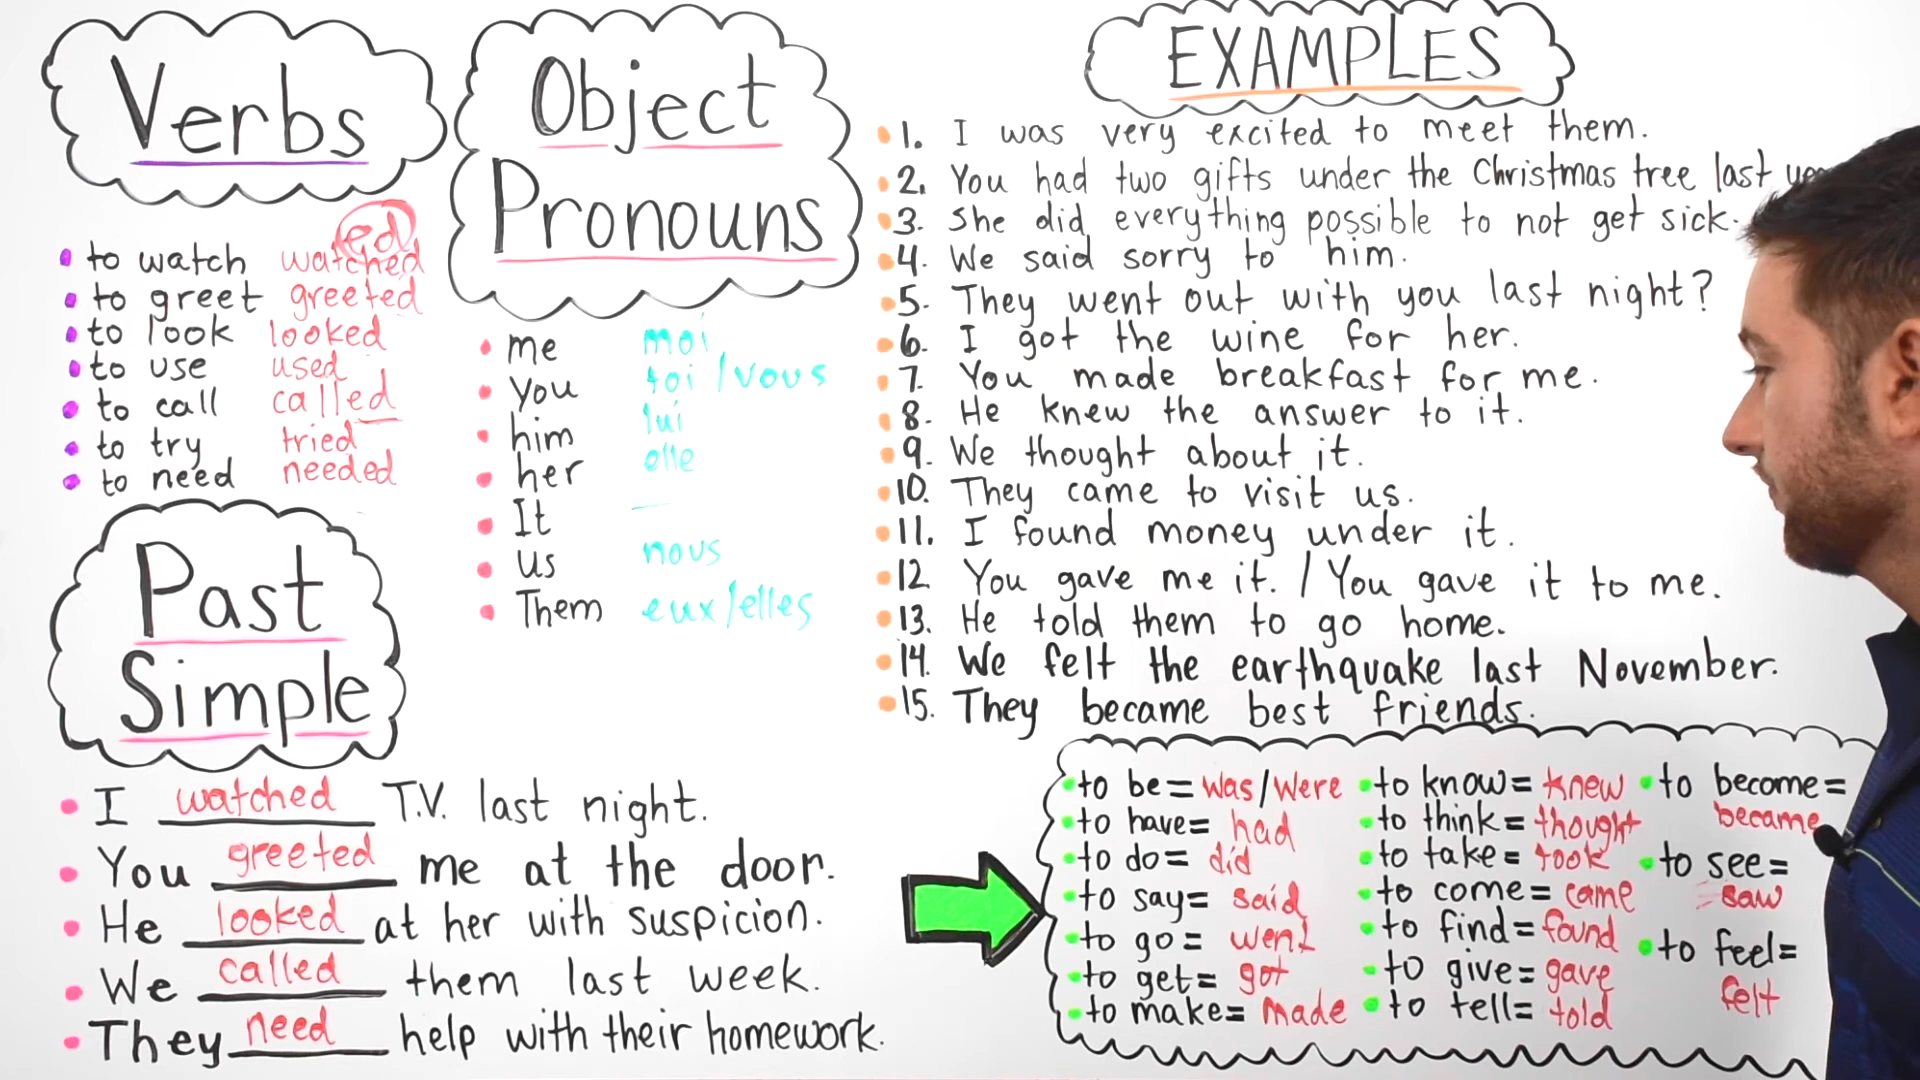 Verbs
ed
to watch watched
to greet greeted
to look looked
to use used
to call called
to try tried
to need needed
Past
Simple
I watched T.V. last night.
You greeted me at the door.
He looked at her with suspicion.
We called them last week.
They need help with their homework.
Object
Pronouns
me moi
you toi/vous
him lui
her elle
It —
us nous
Them eux/elles
EXAMPLES
1. I was very excited to meet them.
2. You had two gifts under the Christmas tree last
3. She did everything possible to not get sick.
4. We said sorry to him.
5. They went out with you last night?
6. I got the wine for her.
7. You made breakfast for me.
8. He knew the answer to it.
9. We thought about it.
10. They came to visit us.
11. I found money under it.
12 You gave me it. / You gave it to me.
13. He told them to go home.
14. We felt the earthquake last November.
15. They became best friends.
to be = was/were
to have= had
to do= did
to say= said
to go= went
to get= got
to make= made
to know= knew
to think= thought
to take= took
to come= came
to find= found
to give= gave
to tell= told
to become=
became
to see=
saw
to feel=
felt